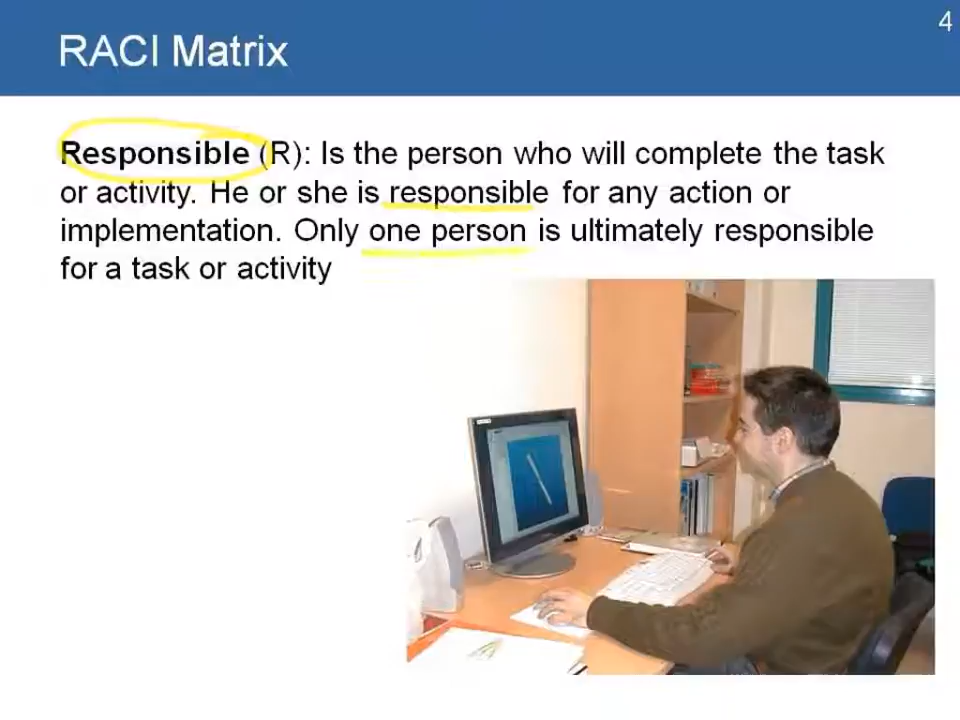 4
RACI Matrix
Responsible (R): Is the person who will complete the task
or activity. He or she is responsible for any action or
implementation. Only one person is ultimately responsible
for a task or activity